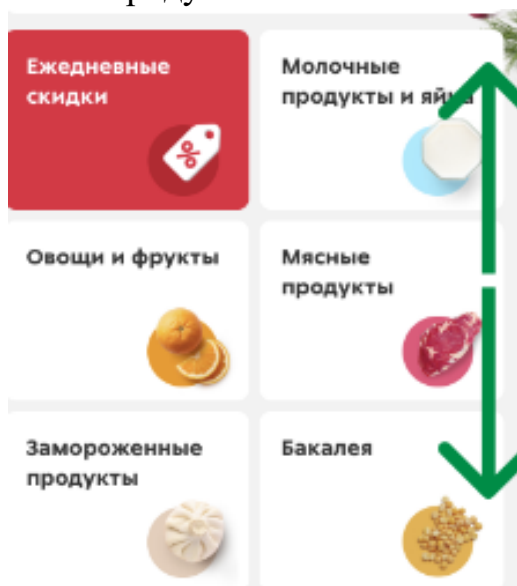 Ежедневные
скидки
Молочные
продукты и яйца
Овощи и фрукты
Мясные
продукты
Замороженные
продукты
Бакалея